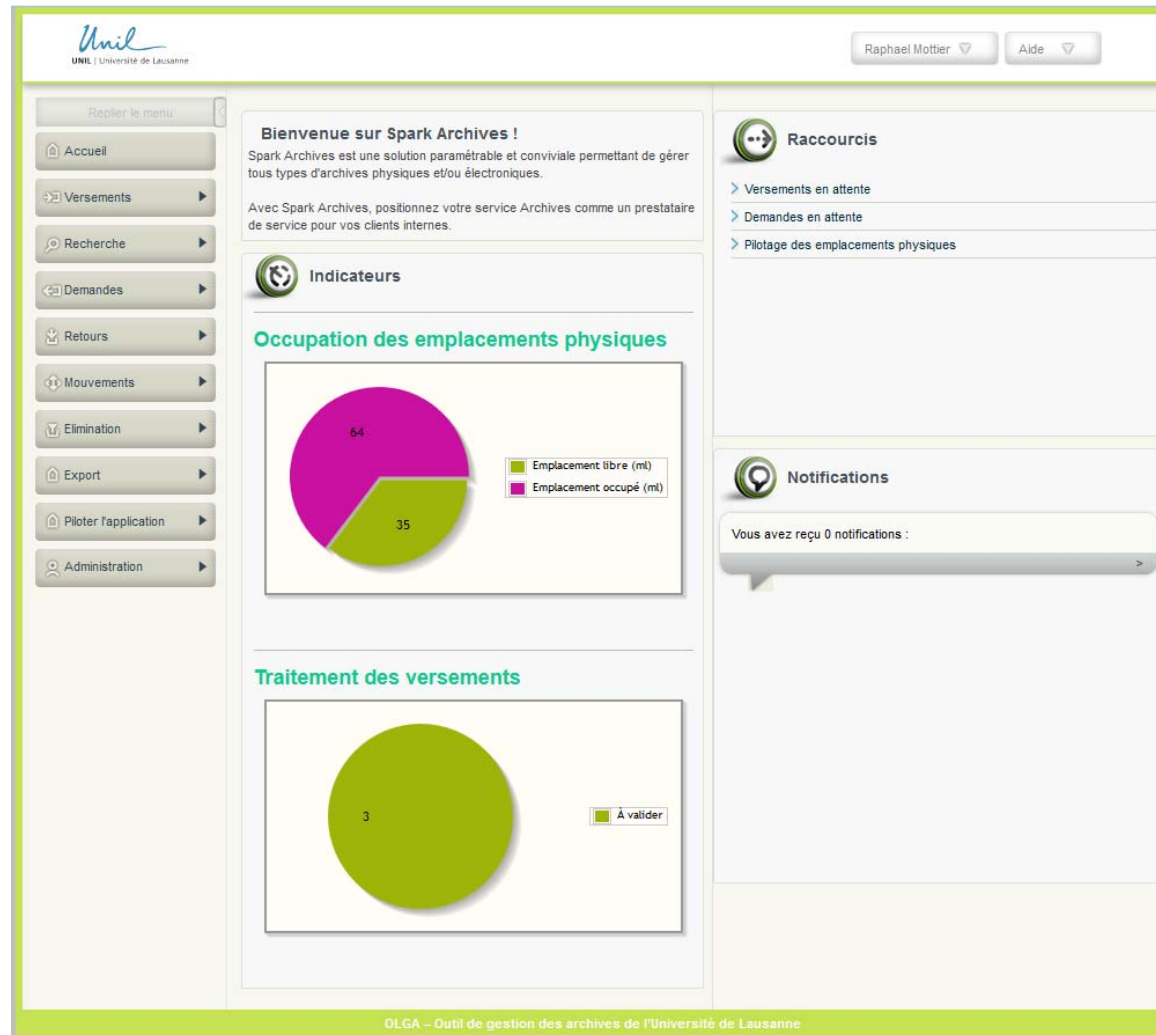 Unil
UNIL | Université de Lausanne
Raphael Mottier
Aide
Replier le menu
Accueil
Versements
Recherche
Demandes
Retours
Mouvements
Elimination
Export
Piloter l'application
Administration
Bienvenue sur Spark Archives !
Spark Archives est une solution paramétrable et conviviale permettant de gérer
tous types d'archives physiques et/ou électroniques.
Avec Spark Archives, positionnez votre service Archives comme un prestataire
de service pour vos clients internes.
Indicateurs
Occupation des emplacements physiques
64
35
Emplacement libre (ml)
Emplacement occupé (ml)
Traitement des versements
3
À valider
Raccourcis
Versements en attente
Demandes en attente
Pilotage des emplacements physiques
Notifications
Vous avez reçu 0 notifications :
>
OLGA – Outil de gestion des archives de l'Université de Lausanne